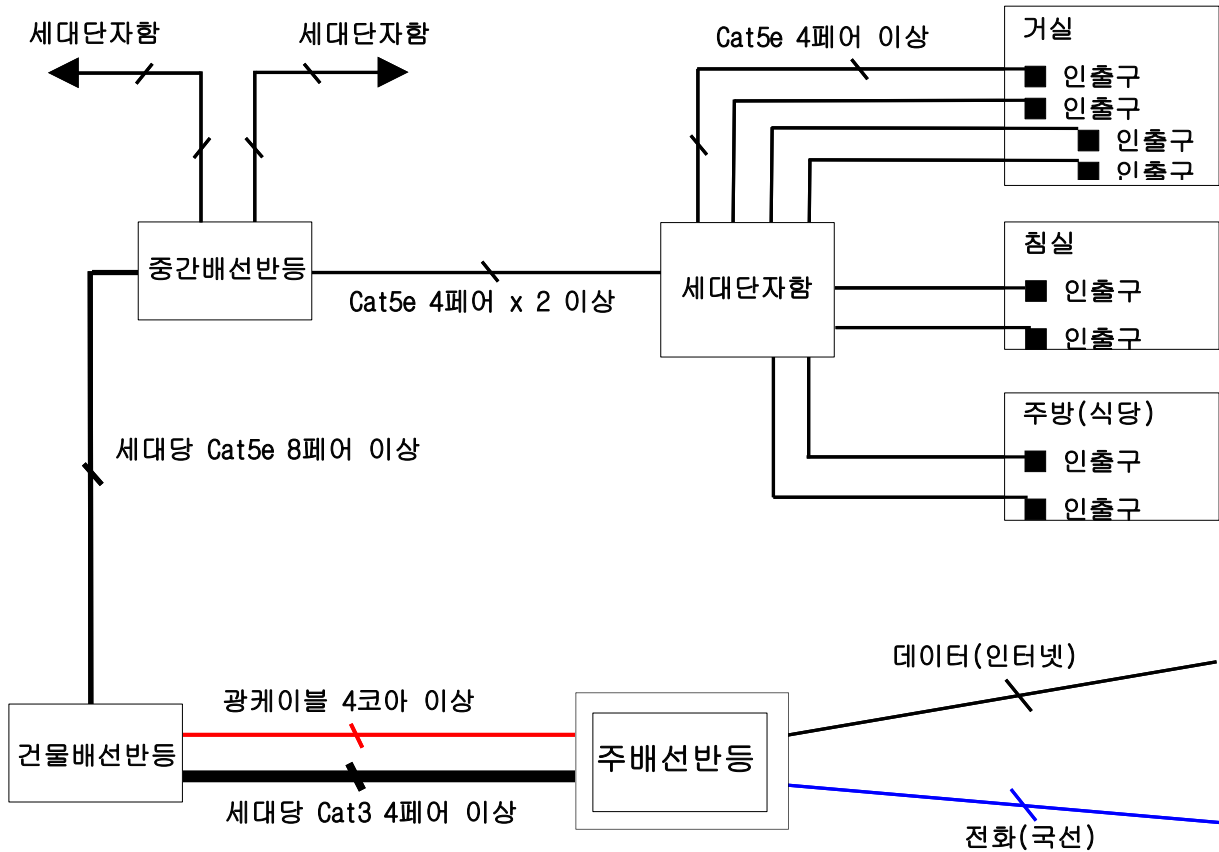 세대단자함
세대단자함
Cat5e 4페어 이상
거실
인출구
인출구
인출구
인출구
중간배선반등
Cat5e 4페어 x 2 이상
세대단자함
침실
인출구
인출구
주방(식당)
인출구
인출구
세대당 Cat5e 8페어 이상
데이터(인터넷)
광케이블 4코아 이상
건물배선반등
주배선반등
세대당 Cat3 4페어 이상
전화(국선)